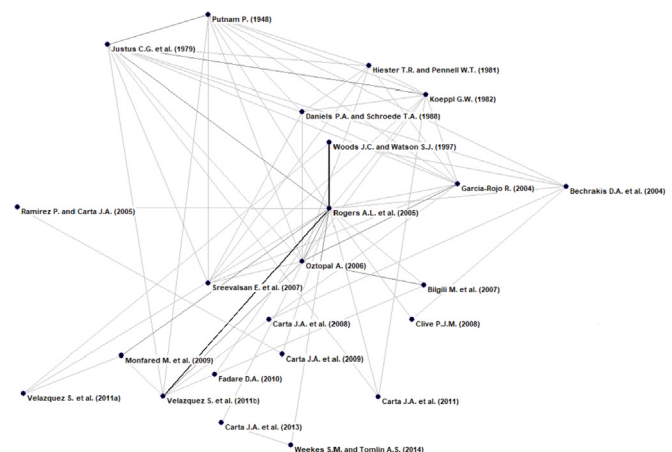 Putnam P. (1948)
Justus C.G. et al. (1979)
Hiester T.R. and Pennell W.T. (1981)
Koeppl G.W. (1982)
Daniels P.A. and Schroede T.A. (1988)
Woods J.C. and Watson S.J. (1997)
Garcia-Rojo R. (2004)
Bechrakis D.A. et al. (2004)
Ramirez P. and Carta J.A. (2005)
Rogers A.L. et al. (2005)
Oztopal A. (2006)
Sreevalsan E. et al. (2007)
Bilgili M. et al. (2007)
Carta J.A. et al. (2008)
Clive P.J.M. (2008)
Monfared M. et al. (2009)
Carta J.A. et al. (2009)
Fadare D.A. (2010)
Velazquez S. et al. (2011a)
Velazquez S. et al. (2011b)
Carta J.A. et al. (2011)
Carta J.A. et al. (2013)
Weekes S.M. and Tomlin A.S. (2014)